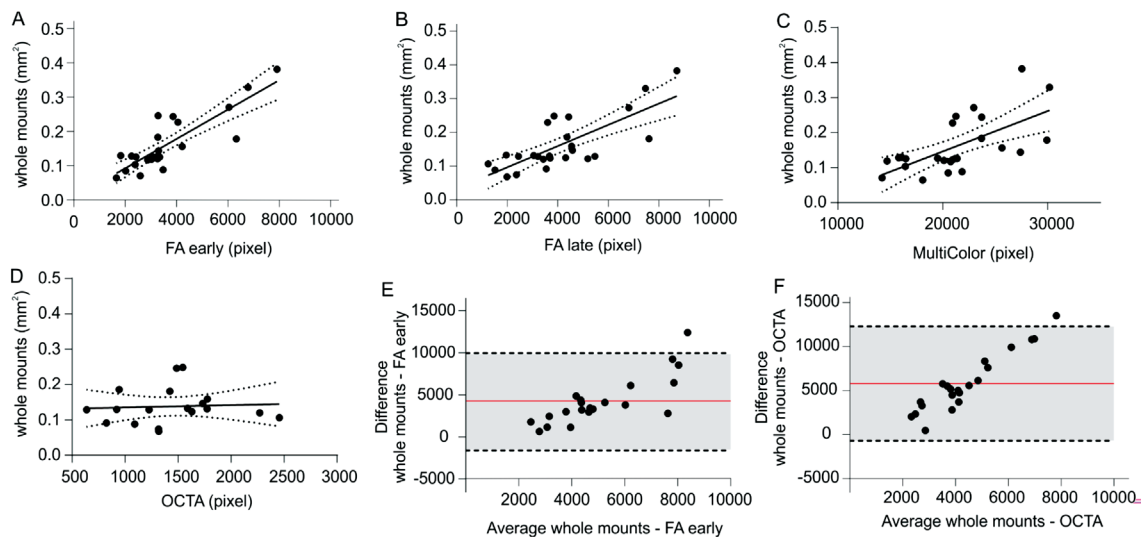 A
whole mounts (mm²)
0.5
0.4
0.3
0.2
0.1
0.0
0 2000 4000 6000 8000 10000
FA early (pixel)
B
whole mounts (mm²)
0.5
0.4
0.3
0.2
0.1
0.0
0 2000 4000 6000 8000 10000
FA late (pixel)
C
whole mounts (mm²)
0.5
0.4
0.3
0.2
0.1
0.0
10000 20000 30000
MultiColor (pixel)
D
whole mounts (mm²)
0.5
0.4
0.3
0.2
0.1
0.0
500 1000 1500 2000 2500 3000
OCTA (pixel)
E
Difference
whole mounts - FA early
15000
10000
5000
0
-5000
2000 4000 6000 8000 10000
Average whole mounts - FA early
F
Difference
whole mounts - OCTA
15000
10000
5000
0
-5000
2000 4000 6000 8000 10000
Average whole mounts - OCTA